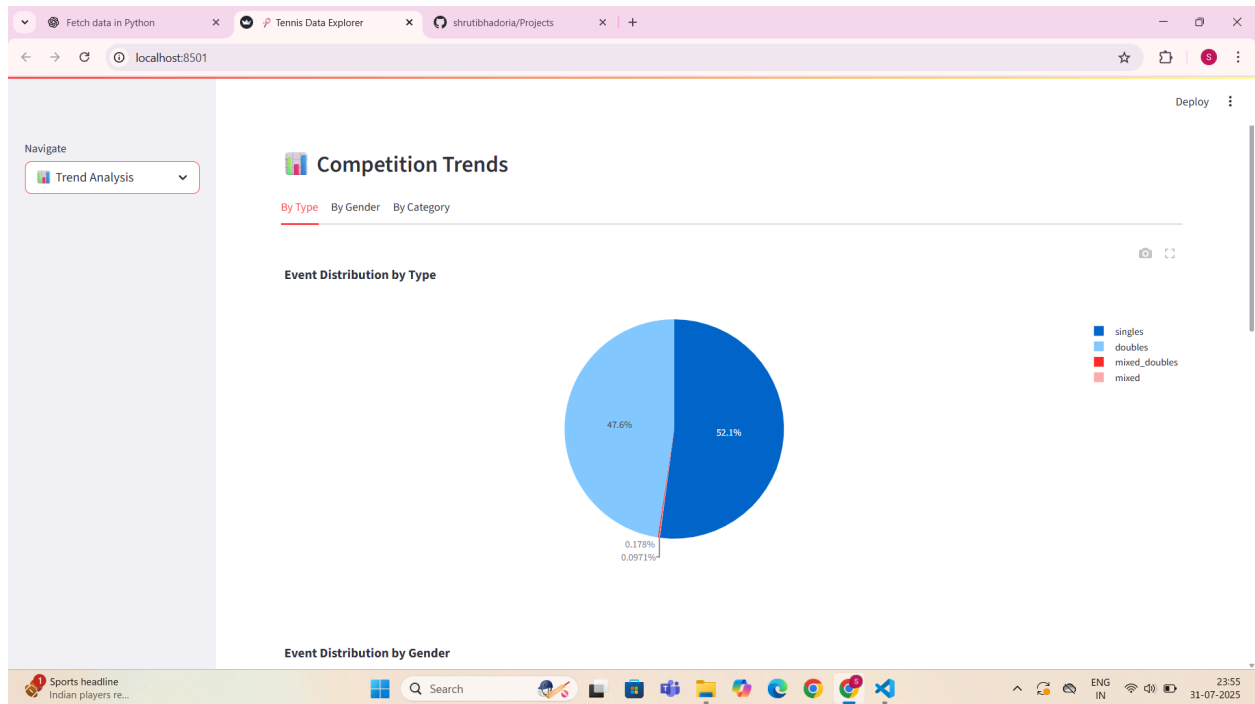 Fetch data in Python
Tennis Data Explorer
shrutibhadoria/Projects
localhost:8501
S
Deploy
Navigate
Trend Analysis
Competition Trends
By Type By Gender By Category
Event Distribution by Type
singles
doubles
mixed_doubles
mixed
47.6%
52.1%
0.178%
0.0971%
Event Distribution by Gender
1
Sports headline
Indian players re...
Search
S
ENG
IN
23:55
31-07-2025